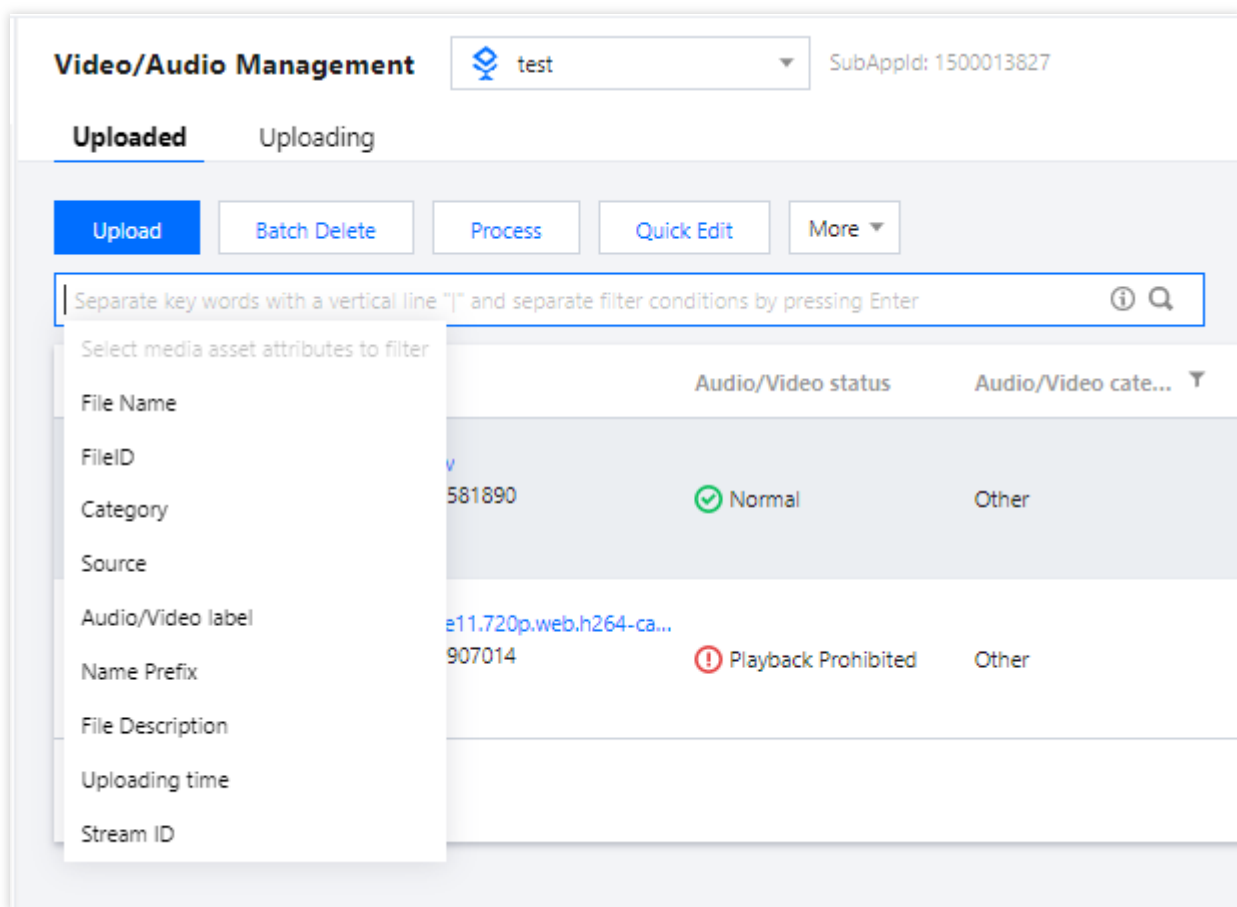 Video/Audio Management test SubAppId: 1500013827
Uploaded Uploading
Upload Batch Delete Process Quick Edit More
Separate key words with a vertical line "|" and separate filter conditions by pressing Enter
Select media asset attributes to filter
Audio/Video status Audio/Video cate...
File Name
FileID
v
581890
Normal Other
Category
Source
Audio/Video label
e11.720p.web.h264-ca...
907014
Playback Prohibited Other
Name Prefix
File Description
Uploading time
Stream ID